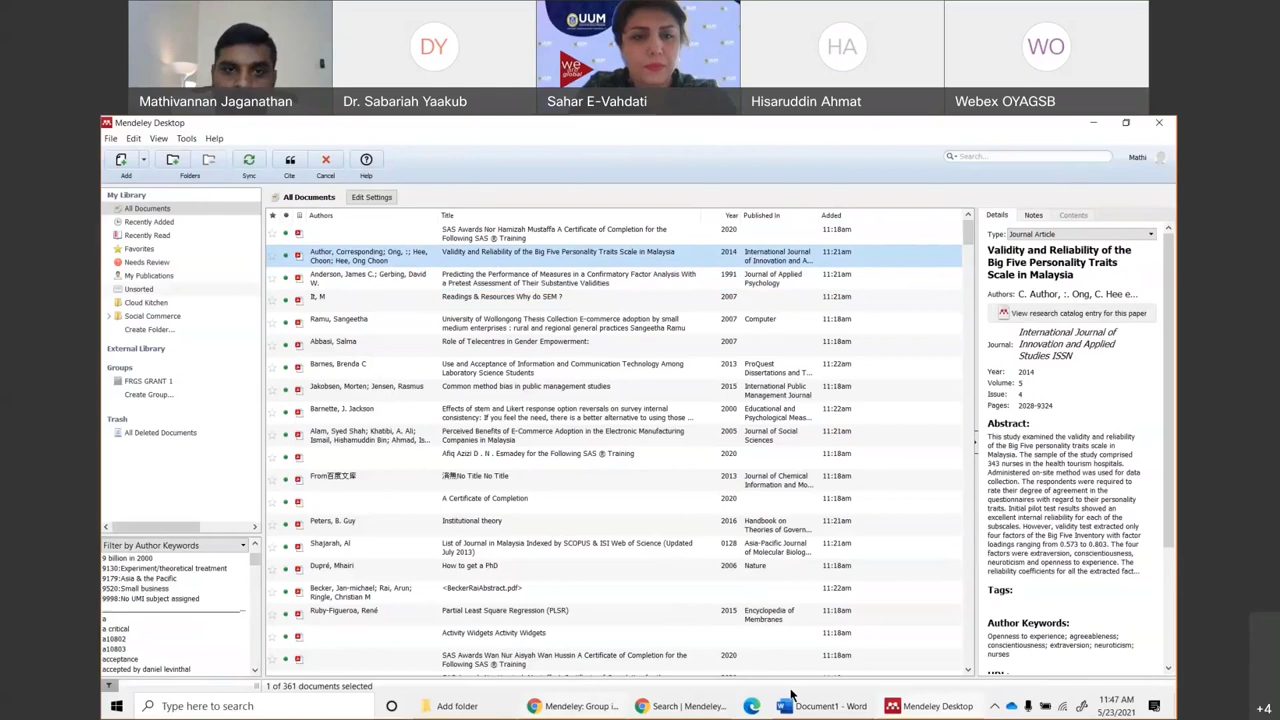 DY
UUM
we
are
global
HA
WO
Mathivannan Jaganathan
Dr. Sabariah Yaakub
Sahar E-Vahdati
Hisaruddin Ahmat
Webex OYAGSB
Mendeley Desktop
File Edit View Tools Help
Search...
Mathi
Add Folders Sync Cite Cancel Help
My Library
All Documents
Recently Added
Recently Read
Favorites
Needs Review
My Publications
Unsorted
Cloud Kitchen
Social Commerce
Create Folder...
External Library
Groups
FRGS GRANT 1
Create Group...
Trash
All Deleted Documents
Filter by Author Keywords
9 billion in 2000
9130:Experiment/theoretical treatment
9179:Asia & the Pacific
9520:Small business
9998:No UMI subject assigned
a
a critical
a10802
a10803
acceptance
accepted by daniel levinthal
All Documents Edit Settings
Authors Title Year Published In Added
SAS Awards Nor Hamizah Mustaffa A Certificate of Completion for the 2020 11:18am
Following SAS ® Training
Author, Corresponding; Ong, :; Hee, Validity and Reliability of the Big Five Personality Traits Scale in Malaysia 2014 International Journal 11:21am
Choon; Hee, Ong Choon of Innovation and A...
Anderson, James C.; Gerbing, David Predicting the Performance of Measures in a Confirmatory Factor Analysis With 1991 Journal of Applied 11:21am
W. a Pretest Assessment of Their Substantive Validities Psychology
It, M Readings & Resources Why do SEM ? 2007 11:21am
Ramu, Sangeetha University of Wollongong Thesis Collection E-commerce adoption by small 2007 Computer 11:18am
medium enterprises : rural and regional general practices Sangeetha Ramu
Abbasi, Salma Role of Telecentres in Gender Empowerment: 2007 11:18am
Barnes, Brenda C Use and Acceptance of Information and Communication Technology Among 2013 ProQuest 11:22am
Laboratory Science Students Dissertations and T...
Jakobsen, Morten; Jensen, Rasmus Common method bias in public management studies 2015 International Public 11:18am
Management Journal
Barnette, J. Jackson Effects of stem and Likert response option reversals on survey internal 2000 Educational and 11:22am
consistency: If you feel the need, there is a better alternative to using those ... Psychological Meas...
Alam, Syed Shah; Khatibi, A. Ali; Perceived Benefits of E-Commerce Adoption in the Electronic Manufacturing 2005 Journal of Social 11:21am
Ismail, Hishamuddin Bin; Ahmad, Is... Companies in Malaysia Sciences
Afiq Azizi D . N . Esmadey for the Following SAS ® Training 2020 11:18am
From百度文库 No Title No Title 2013 Journal of Chemical 11:18am
Information and Mo...
A Certificate of Completion 2020 11:18am
Peters, B. Guy Institutional theory 2016 Handbook on 11:21am
Theories of Govern...
Shajarah, Al List of Journal in Malaysia Indexed by SCOPUS & ISI Web of Science (Updated 0128 Asia-Pacific Journal 11:21am
July 2013) of Molecular Biolog...
Dupré, Mhairi How to get a PhD 2006 Nature 11:18am
Becker, Jan-michael; Rai, Arun; <BeckerRaiAbstract.pdf> 11:22am
Ringle, Christian M
Ruby-Figueroa, René Partial Least Square Regression (PLSR) 2015 Encyclopedia of 11:18am
Membranes
Activity Widgets Activity Widgets 11:18am
SAS Awards Wan Nur Aisyah Wan Hussin A Certificate of Completion for the 2020 11:18am
Following SAS ® Training
1 of 361 documents selected
Details Notes Contents
Type: Journal Article
Validity and Reliability of the
Big Five Personality Traits
Scale in Malaysia
Authors: C. Author, :. Ong, C. Hee e...
View research catalog entry for this paper
International Journal of
Journal: Innovation and Applied
Studies ISSN
Year: 2014
Volume: 5
Issue: 4
Pages: 2028-9324
Abstract:
This study examined the validity and reliability
of the Big Five personality traits scale in
Malaysia. The sample of the study comprised
343 nurses in the health tourism hospitals.
Administered on-site method was used for data
collection. The respondents were required to
rate their degree of agreement in the
questionnaires with regard to their personality
traits. Initial pilot test results showed an
excellent internal reliability for each of the
subscales. However, validity test extracted only
four factors of the Big Five Inventory with factor
loadings ranging from 0.573 to 0.803. The four
factors were extraversion, conscientiousness,
neuroticism and openness to experience. The
reliability coefficients for all the extracted fact...
Tags:
Author Keywords:
Openness to experience; agreeableness;
conscientiousness; extraversion; neuroticism;
nurses
Type here to search
Add folder
Mendeley: Group i...
Search | Mendeley...
Document1 - Word
Mendeley Desktop
11:47 AM
5/23/2021
+4